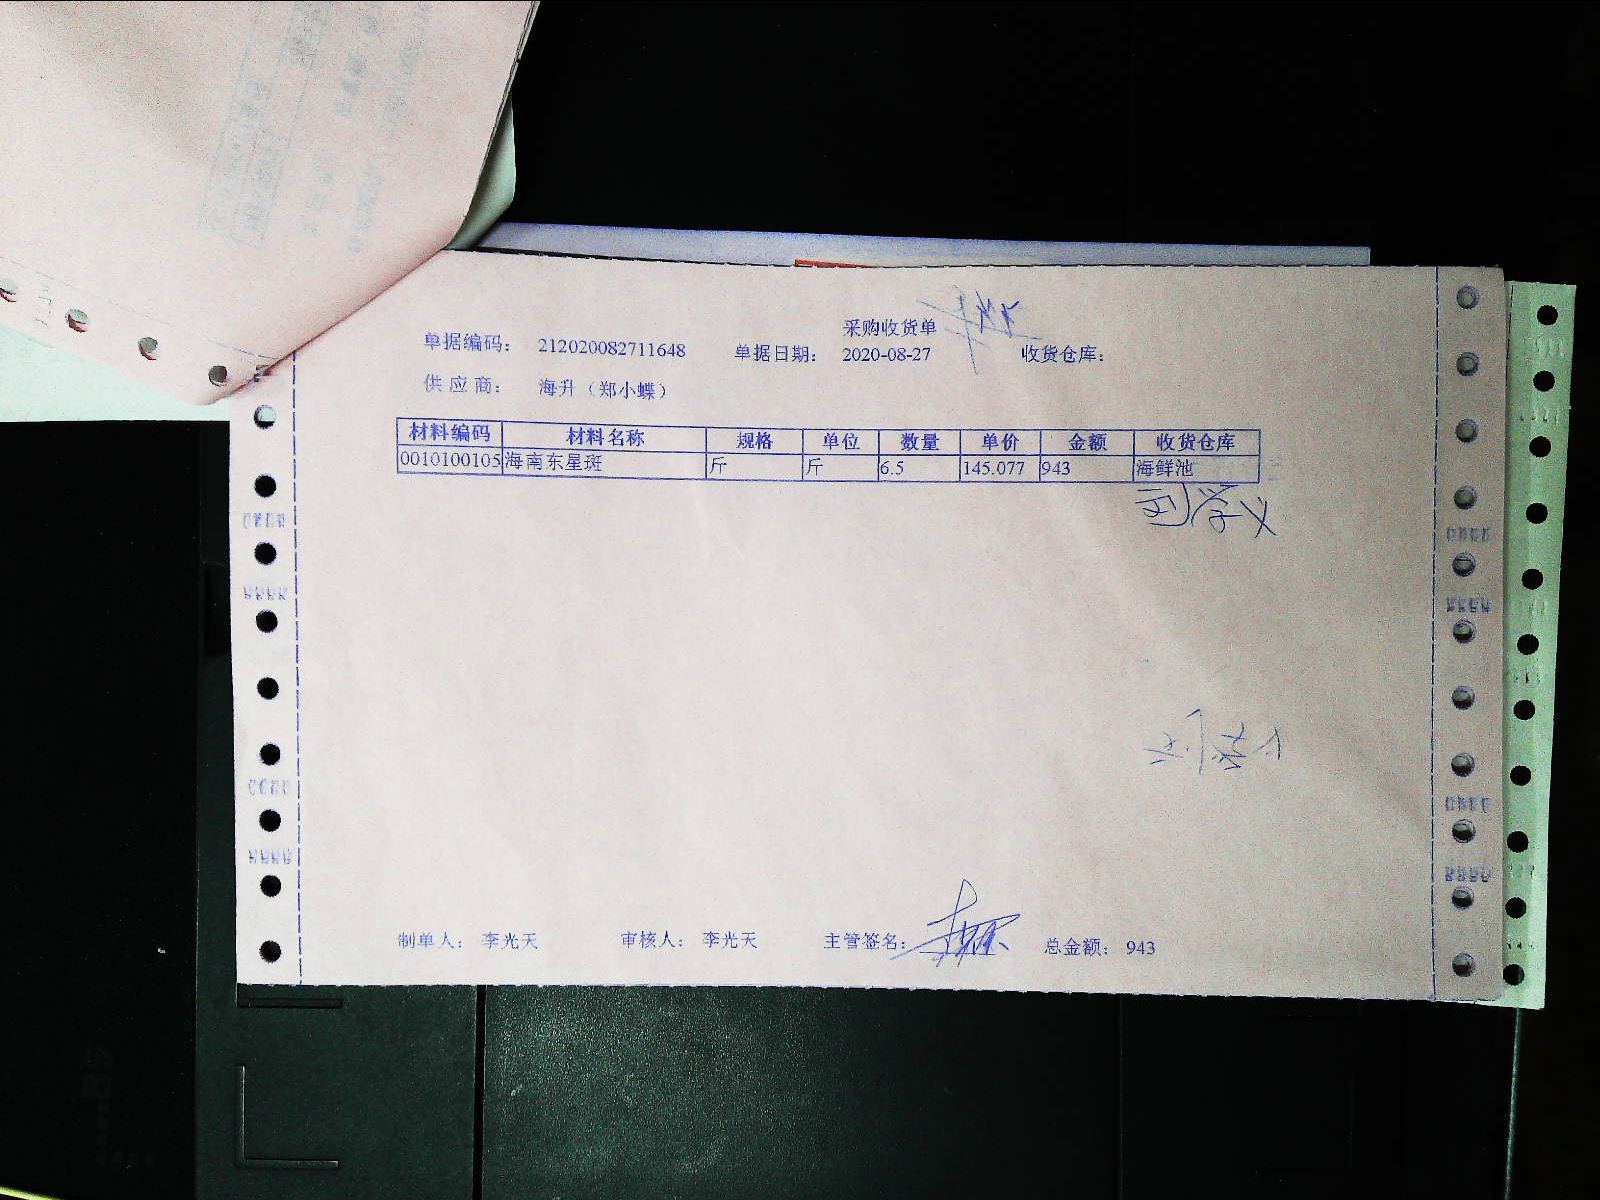 采购收货单
单据编码: 212020082711648 单据日期: 2020-08-27 收货仓库:
供应商: 海升(郑小蝶)
材料编码 材料名称 规格 单位 数量 单价 金额 收货仓库
0010100105 海南东星斑 斤 斤 6.5 145.077 943 海鲜池
刘学义
制单人: 李光天 审核人: 李光天 主管签名: 总金额: 943